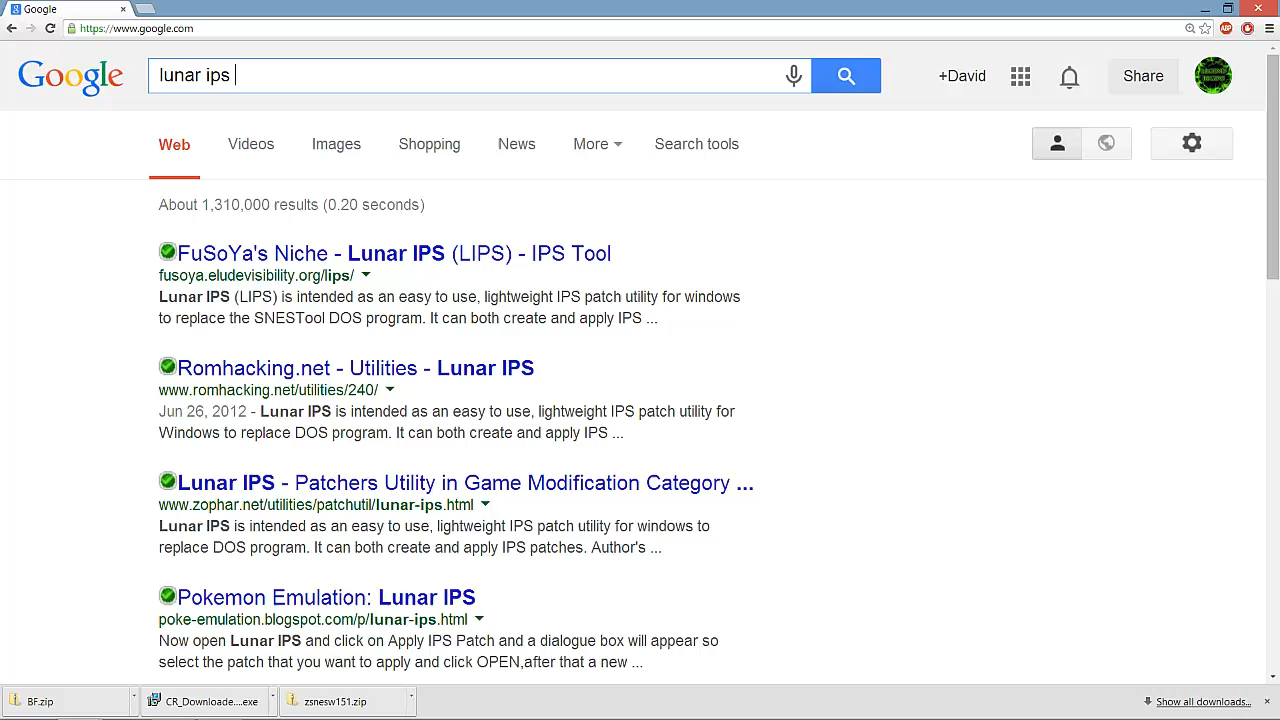 Google
https://www.google.com
Google
lunar ips
+David
Share
Web
Videos
Images
Shopping
News
More
Search tools
About 1,310,000 results (0.20 seconds)
FuSoYa's Niche - Lunar IPS (LIPS) - IPS Tool
fusoya.eludevisibility.org/lips/
Lunar IPS (LIPS) is intended as an easy to use, lightweight IPS patch utility for windows
to replace the SNESTool DOS program. It can both create and apply IPS ...
Romhacking.net - Utilities - Lunar IPS
www.romhacking.net/utilities/240/
Jun 26, 2012 - Lunar IPS is intended as an easy to use, lightweight IPS patch utility for
Windows to replace DOS program. It can both create and apply IPS ...
Lunar IPS - Patchers Utility in Game Modification Category ...
www.zophar.net/utilities/patchutil/lunar-ips.html
Lunar IPS is intended as an easy to use, lightweight IPS patch utility for windows to
replace DOS program. It can both create and apply IPS patches. Author's ...
Pokemon Emulation: Lunar IPS
poke-emulation.blogspot.com/p/lunar-ips.html
Now open Lunar IPS and click on Apply IPS Patch and a dialogue box will appear so
select the patch that you want to apply and click OPEN,after that a new ...
BF.zip
CR_Downloade....exe
zsnesw151.zip
Show all downloads...